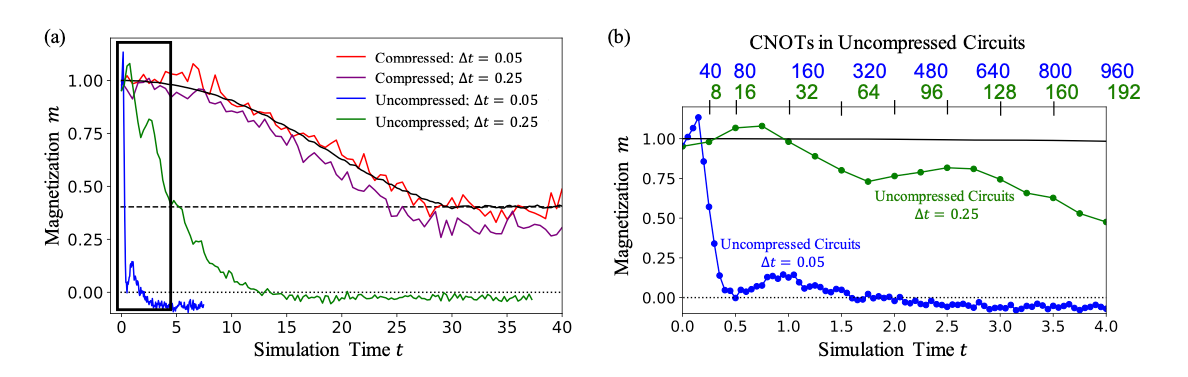 (a)
Magnetization m
1.00
0.75
0.50
0.25
0.00
0
5
10
15
20
25
30
35
40
Simulation Time t
Compressed: Δt = 0.05
Compressed; Δt = 0.25
Uncompressed; Δt = 0.05
Uncompressed; Δt = 0.25
(b)
CNOTs in Uncompressed Circuits
40 80 160 320 480 640 800 960
8 16 32 64 96 128 160 192
Magnetization m
1.00
0.75
0.50
0.25
0.00
Uncompressed Circuits
Δt = 0.25
Uncompressed Circuits
Δt = 0.05
0.0 0.5 1.0 1.5 2.0 2.5 3.0 3.5 4.0
Simulation Time t